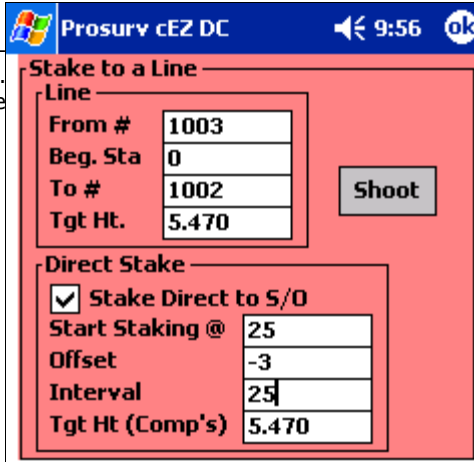 Prosurv cEZ DC 9:56 ok
Stake to a Line
Line
From # 1003
Beg. Sta 0
To # 1002
Tgt Ht. 5.470
Shoot
Direct Stake
Stake Direct to S/O
Start Staking @ 25
Offset -3
Interval 25
Tgt Ht (Comp's) 5.470